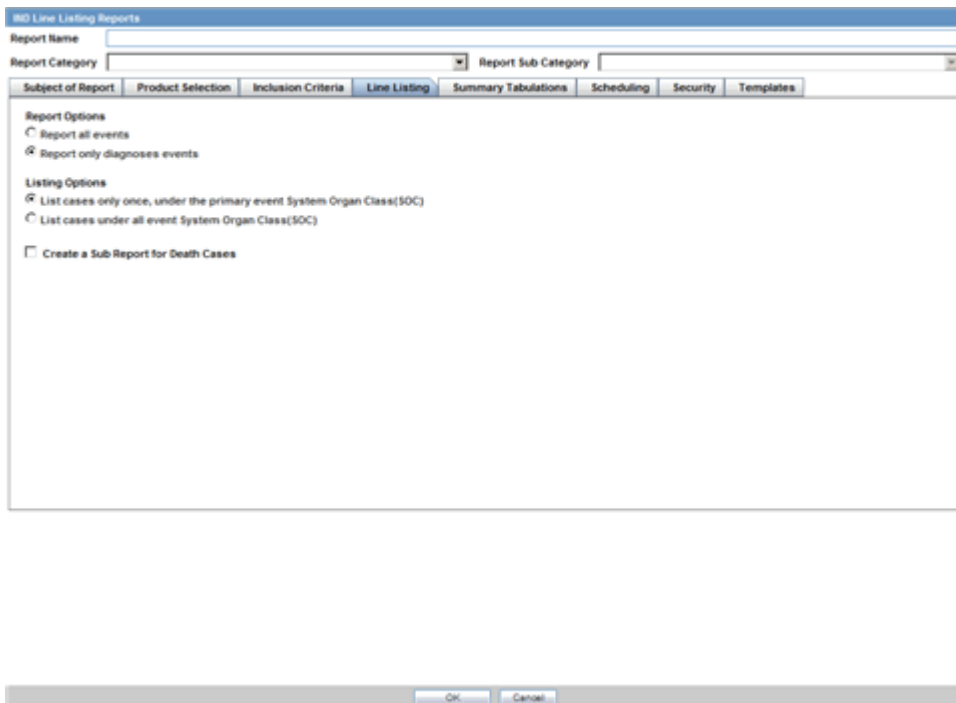 IND Line Listing Reports
Report Name
Report Category Report Sub Category
Subject of Report Product Selection Inclusion Criteria Line Listing Summary Tabulations Scheduling Security Templates
Report Options
Report all events
Report only diagnoses events
Listing Options
List cases only once, under the primary event System Organ Class(SOC)
List cases under all event System Organ Class(SOC)
Create a Sub Report for Death Cases
OK Cancel